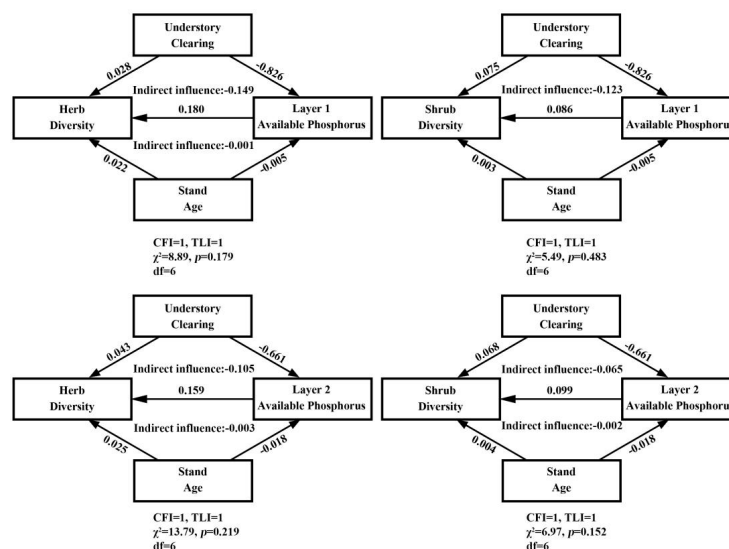 Understory
Clearing
0.028
-0.826
Indirect influence:-0.149
Herb
Diversity
0.180
Layer 1
Available Phosphorus
Indirect influence:-0.001
0.022
-0.005
Stand
Age
CFI=1, TLI=1
χ²=8.89, p=0.179
df=6
Understory
Clearing
0.075
-0.826
Indirect influence:-0.123
Shrub
Diversity
0.086
Layer 1
Available Phosphorus
0.003
-0.005
Stand
Age
CFI=1, TLI=1
χ²=5.49, p=0.483
df=6
Understory
Clearing
0.043
-0.661
Indirect influence:-0.105
Herb
Diversity
0.159
Layer 2
Available Phosphorus
Indirect influence:-0.003
0.025
-0.018
Stand
Age
CFI=1, TLI=1
χ²=13.79, p=0.219
df=6
Understory
Clearing
0.068
-0.661
Indirect influence:-0.065
Shrub
Diversity
0.099
Layer 2
Available Phosphorus
Indirect influence:-0.002
0.004
-0.018
Stand
Age
CFI=1, TLI=1
χ²=6.97, p=0.152
df=6